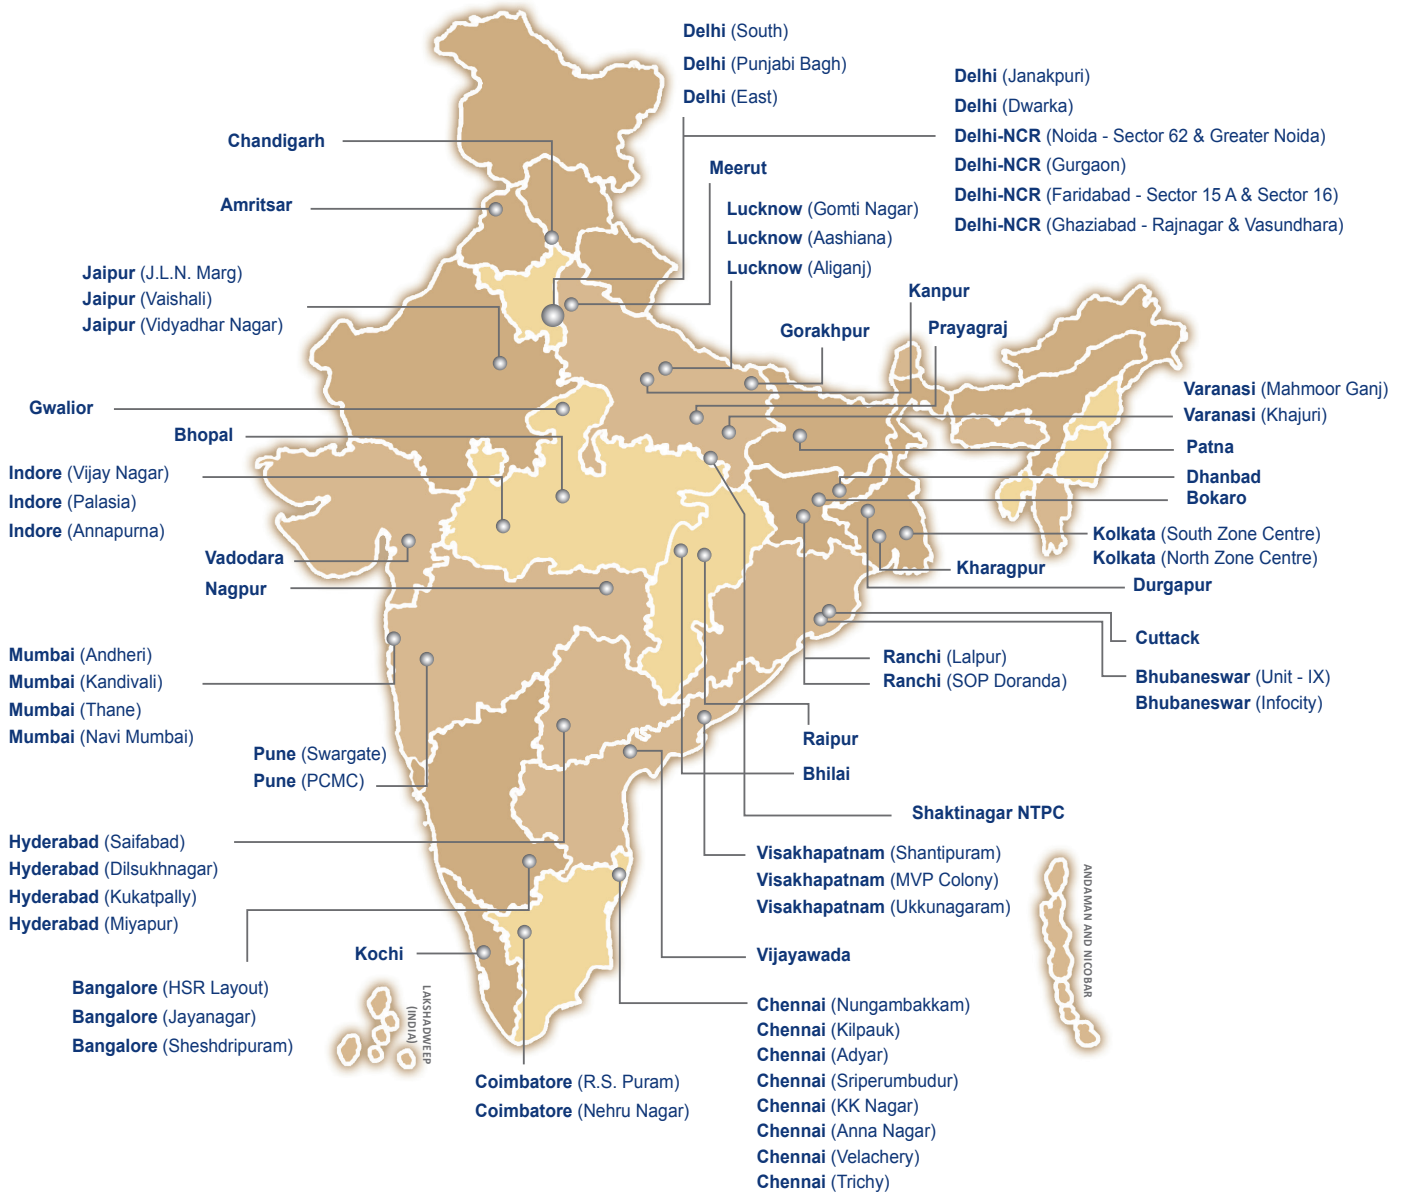 Delhi (South)
Delhi (Punjabi Bagh)
Delhi (East)
Delhi (Janakpuri)
Delhi (Dwarka)
Delhi-NCR (Noida - Sector 62 & Greater Noida)
Delhi-NCR (Gurgaon)
Delhi-NCR (Faridabad - Sector 15 A & Sector 16)
Delhi-NCR (Ghaziabad - Rajnagar & Vasundhara)
Chandigarh
Meerut
Amritsar
Lucknow (Gomti Nagar)
Lucknow (Aashiana)
Lucknow (Aliganj)
Jaipur (J.L.N. Marg)
Jaipur (Vaishali)
Jaipur (Vidyadhar Nagar)
Kanpur
Gorakhpur
Prayagraj
Gwalior
Bhopal
Varanasi (Mahmoor Ganj)
Varanasi (Khajuri)
Patna
Dhanbad
Bokaro
Indore (Vijay Nagar)
Indore (Palasia)
Indore (Annapurna)
Kolkata (South Zone Centre)
Kolkata (North Zone Centre)
Vadodara
Kharagpur
Nagpur
Durgapur
Cuttack
Mumbai (Andheri)
Mumbai (Kandivali)
Mumbai (Thane)
Mumbai (Navi Mumbai)
Ranchi (Lalpur)
Ranchi (SOP Doranda)
Bhubaneswar (Unit - IX)
Bhubaneswar (Infocity)
Raipur
Pune (Swargate)
Pune (PCMC)
Bhilai
Shaktinagar NTPC
Hyderabad (Saifabad)
Hyderabad (Dilsukhnagar)
Hyderabad (Kukatpally)
Hyderabad (Miyapur)
Visakhapatnam (Shantipuram)
Visakhapatnam (MVP Colony)
Visakhapatnam (Ukkunagaram)
ANDAMAN AND NICOBAR
Kochi
Vijayawada
Bangalore (HSR Layout)
Bangalore (Jayanagar)
Bangalore (Sheshdripuram)
LAKSHADWEEP
(INDIA)
Chennai (Nungambakkam)
Chennai (Kilpauk)
Chennai (Adyar)
Chennai (Sriperumbudur)
Chennai (KK Nagar)
Chennai (Anna Nagar)
Chennai (Velachery)
Chennai (Trichy)
Coimbatore (R.S. Puram)
Coimbatore (Nehru Nagar)